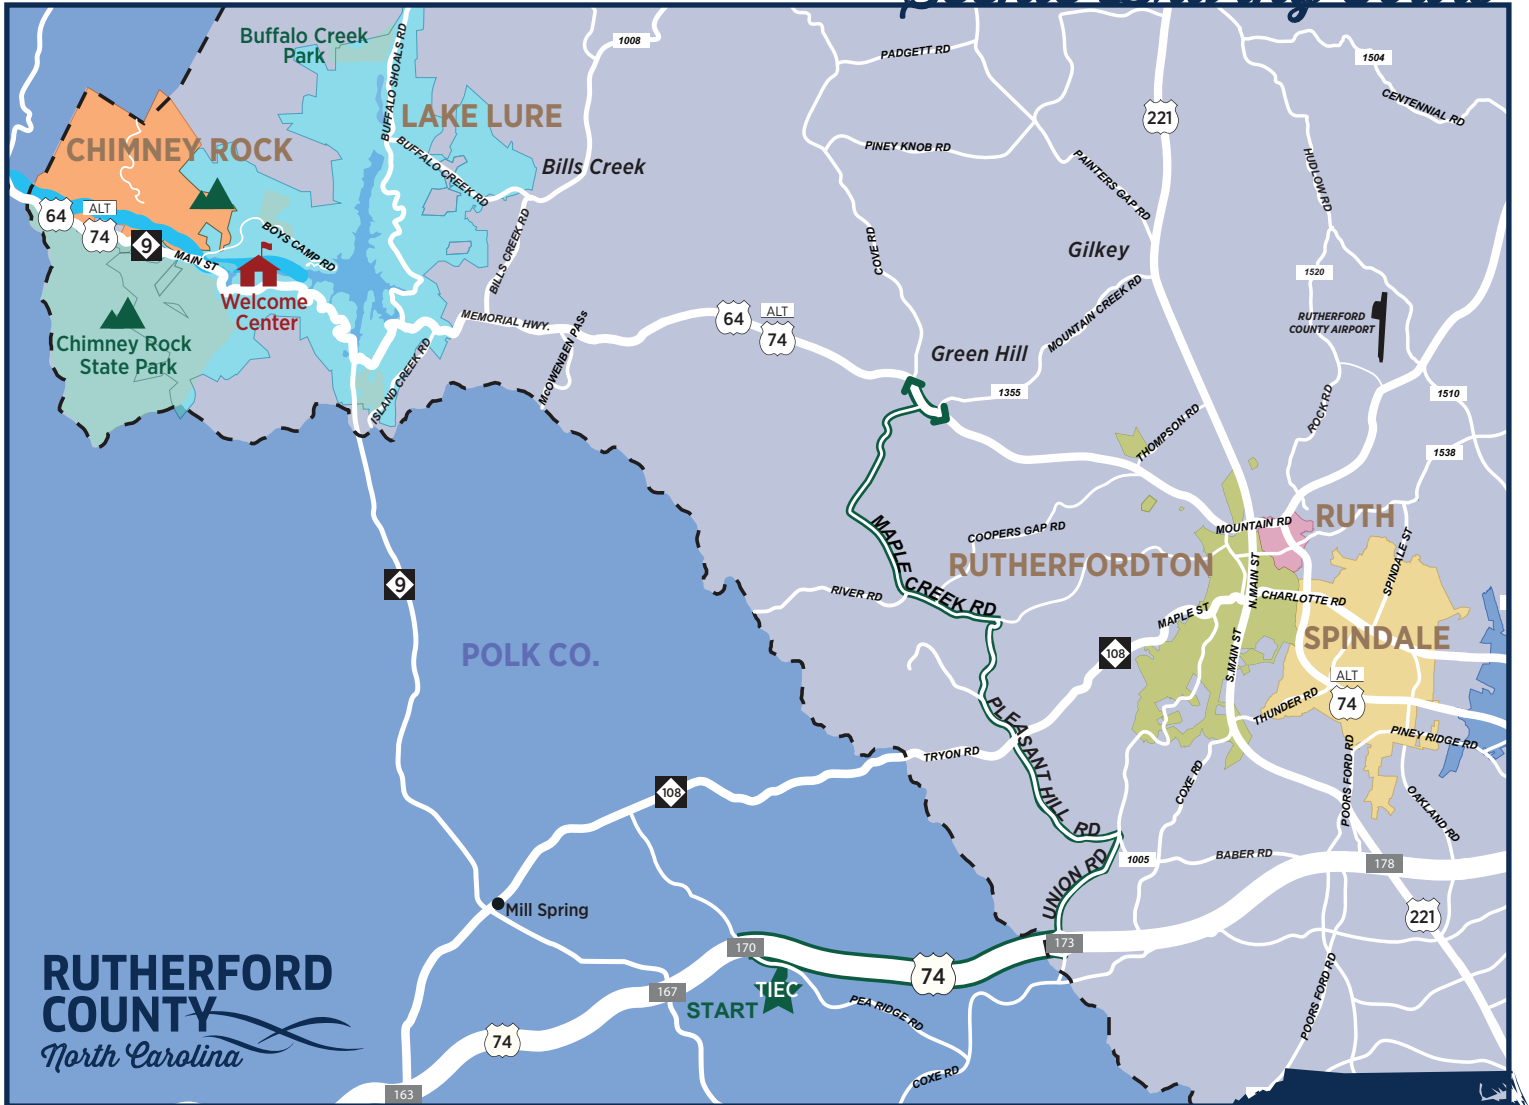 Buffalo Creek
Park
BUFFALO SHOALS RD
1008
PADGETT RD
1504
CENTENNIAL RD
LAKE LURE
221
CHIMNEY ROCK
BUFFALO CREEK RD
Bills Creek
PINEY KNOB RD
PAINTERS GAP RD
HUDLOW RD
64
ALT
74
9
MAIN ST
BOYS CAMP RD
BILLS CREEK RD
COVE RD
Gilkey
1520
Welcome
Center
MEMORIAL HWY.
McOWENBEN PASS
64
ALT
74
MOUNTAIN CREEK RD
RUTHERFORD
COUNTY AIRPORT
Chimney Rock
State Park
ISLAND CREEK RD
Green Hill
1355
ROCK RD
1510
THOMPSON RD
1538
MAPLE CREEK RD
COOPERS GAP RD
MOUNTAIN RD
RUTH
SPINDALE ST
RUTHERFORDTON
9
RIVER RD
N.MAIN ST
CHARLOTTE RD
MAPLE ST
108
S.MAIN ST
SPINDALE
POLK CO.
ALT
74
THUNDER RD
PLEASANT HILL RD
TRYON RD
PINEY RIDGE RD
108
COXE RD
POORS FORD RD
OAKLAND RD
1005
BABER RD
178
UNION RD
Mill Spring
221
170
173
74
167
START
TIEC
PEA RIDGE RD
POORS FORD RD
RUTHERFORD
COUNTY
North Carolina
74
COXE RD
163